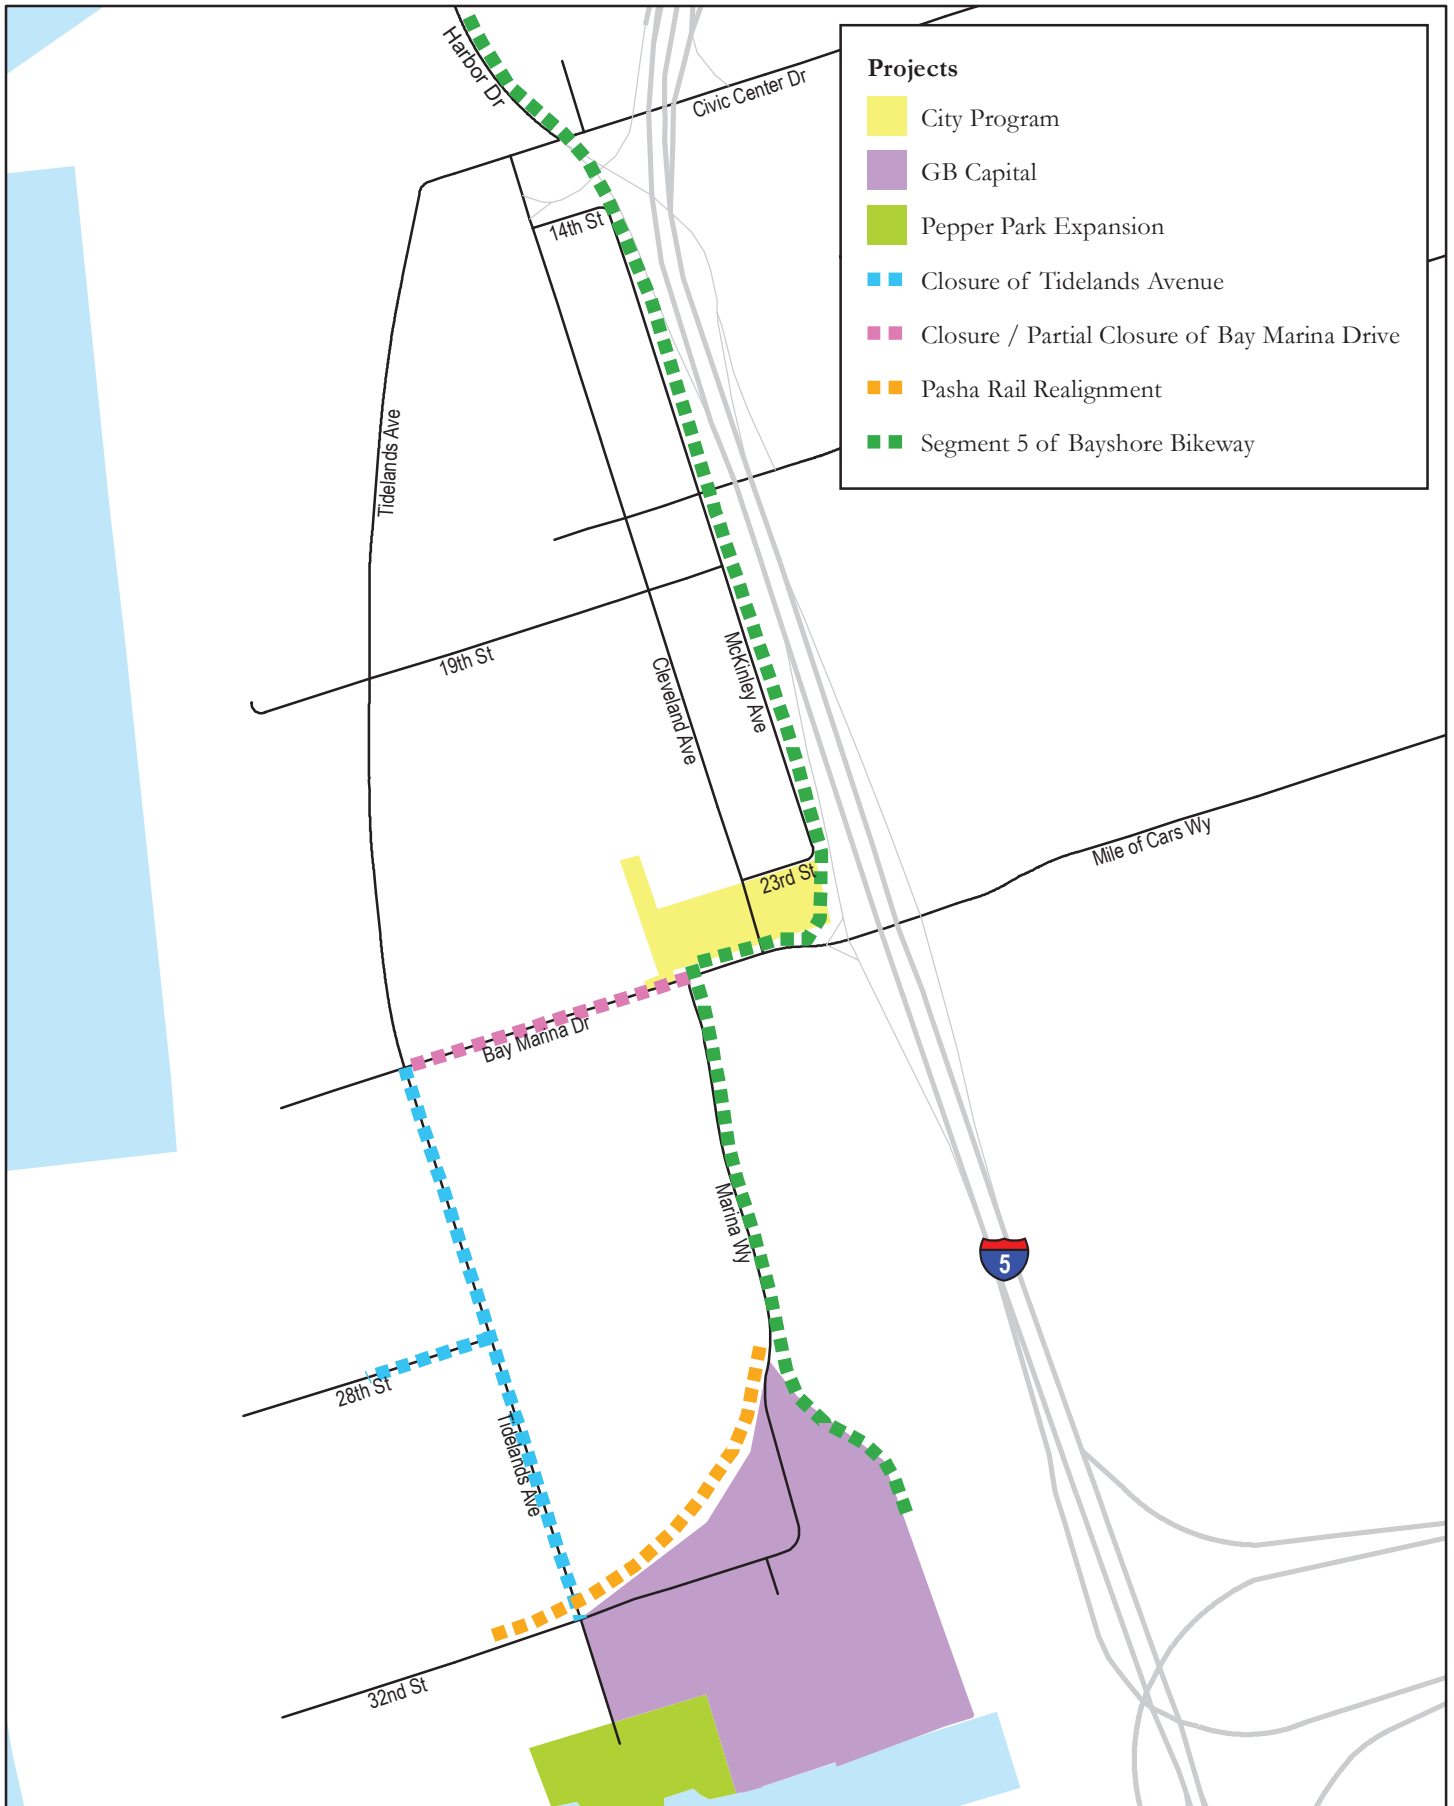 Projects
City Program
GB Capital
Pepper Park Expansion
Closure of Tidelands Avenue
Closure / Partial Closure of Bay Marina Drive
Pasha Rail Realignment
Segment 5 of Bayshore Bikeway
Harbor Dr
Civic Center Dr
14th St
Tidelands Ave
19th St
Cleveland Ave
McKinley Ave
Mile of Cars Wy
23rd St
Bay Marina Dr
Marina Wy
5
28th St
Tidelands Ave
32nd St